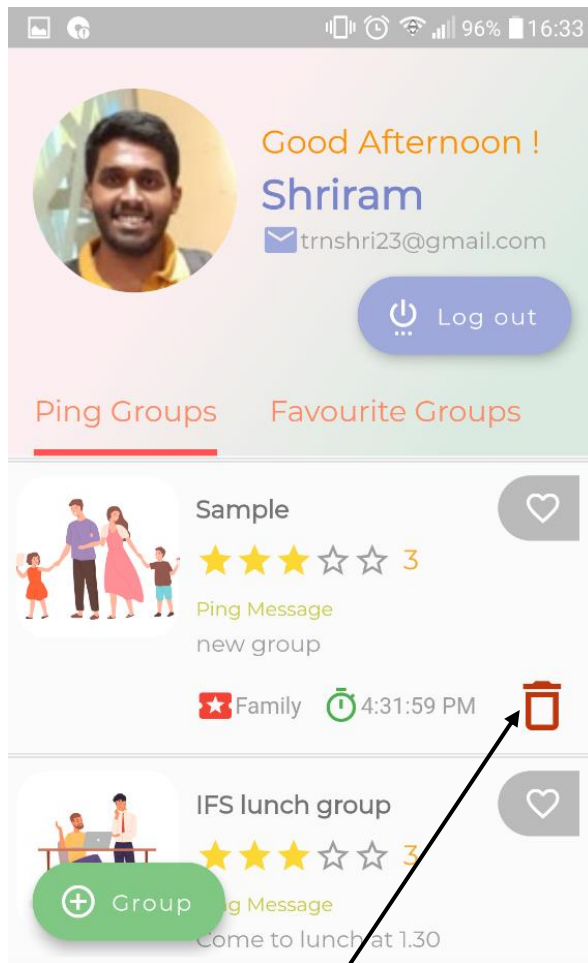 96% 16:33
Good Afternoon !
Shriram
trnshri23@gmail.com
Log out
Ping Groups Favourite Groups
Sample
3
Ping Message
new group
Family 4:31:59 PM
IFS lunch group
3
Group
g Message
Come to lunch at 1.30